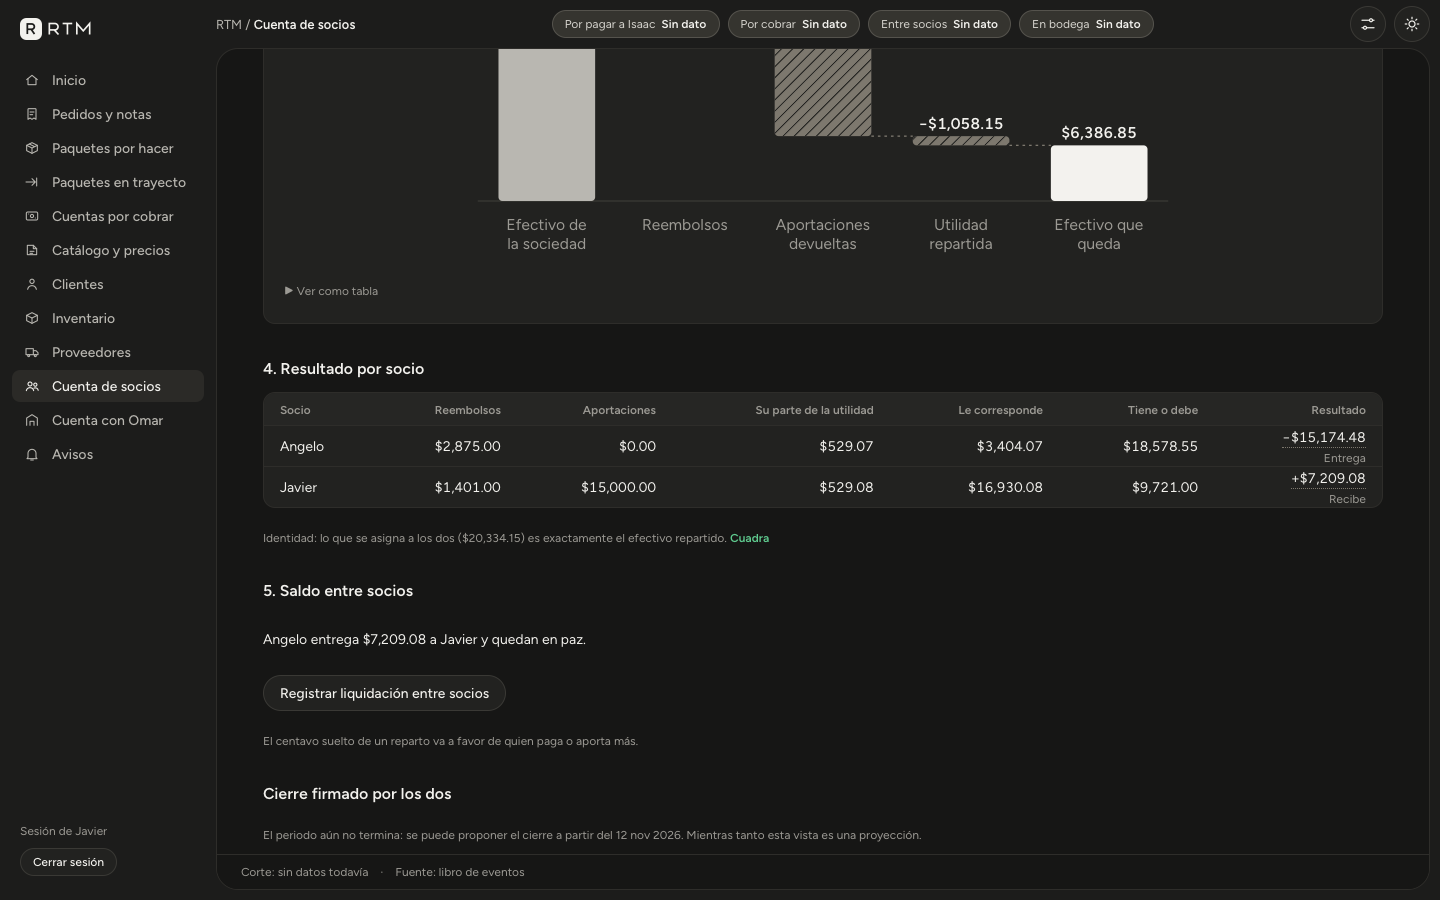 R RTM
RTM / Cuenta de socios
Por pagar a Isaac Sin dato
Por cobrar Sin dato
Entre socios Sin dato
En bodega Sin dato
Inicio
Pedidos y notas
Paquetes por hacer
Paquetes en trayecto
Cuentas por cobrar
Catálogo y precios
Clientes
Inventario
Proveedores
Cuenta de socios
Cuenta con Omar
Avisos
Sesión de Javier
Cerrar sesión
−$1,058.15
$6,386.85
Efectivo de
la sociedad
Reembolsos
Aportaciones
devueltas
Utilidad
repartida
Efectivo que
queda
Ver como tabla
4. Resultado por socio
Socio Reembolsos Aportaciones Su parte de la utilidad Le corresponde Tiene o debe Resultado
Angelo $2,875.00 $0.00 $529.07 $3,404.07 $18,578.55 −$15,174.48
Entrega
Javier $1,401.00 $15,000.00 $529.08 $16,930.08 $9,721.00 +$7,209.08
Recibe
Identidad: lo que se asigna a los dos ($20,334.15) es exactamente el efectivo repartido. Cuadra
5. Saldo entre socios
Angelo entrega $7,209.08 a Javier y quedan en paz.
Registrar liquidación entre socios
El centavo suelto de un reparto va a favor de quien paga o aporta más.
Cierre firmado por los dos
El periodo aún no termina: se puede proponer el cierre a partir del 12 nov 2026. Mientras tanto esta vista es una proyección.
Corte: sin datos todavía · Fuente: libro de eventos